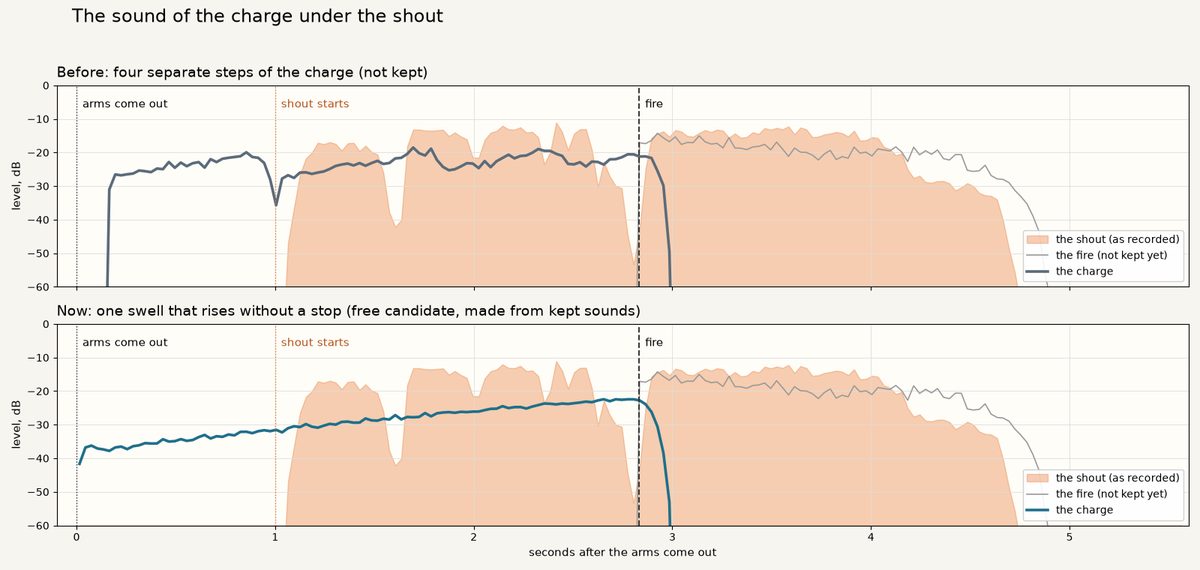 The sound of the charge under the shout
Before: four separate steps of the charge (not kept)
level, dB
0
−10
−20
−30
−40
−50
−60
arms come out
shout starts
fire
the shout (as recorded)
the fire (not kept yet)
the charge
Now: one swell that rises without a stop (free candidate, made from kept sounds)
level, dB
0
−10
−20
−30
−40
−50
−60
arms come out
shout starts
fire
the shout (as recorded)
the fire (not kept yet)
the charge
0 1 2 3 4 5
seconds after the arms come out